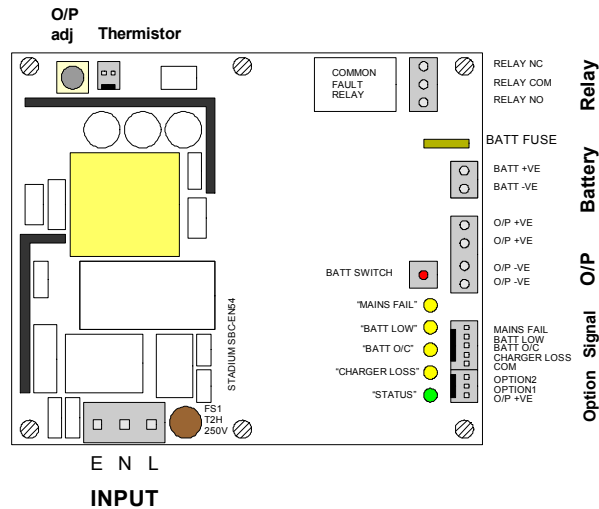 O/P
adj
Thermistor
COMMON
FAULT
RELAY
RELAY NC
RELAY COM
RELAY NO
Relay
BATT FUSE
BATT +VE
BATT -VE
Battery
O/P +VE
O/P +VE
O/P -VE
O/P -VE
O/P
BATT SWITCH
"MAINS FAIL"
"BATT LOW"
"BATT O/C"
"CHARGER LOSS"
"STATUS"
MAINS FAIL
BATT LOW
BATT O/C
CHARGER LOSS
COM
Signal
OPTION2
OPTION1
O/P +VE
Option
STADIUM SBC-EN54
FS1
T2H
250V
E N L
INPUT